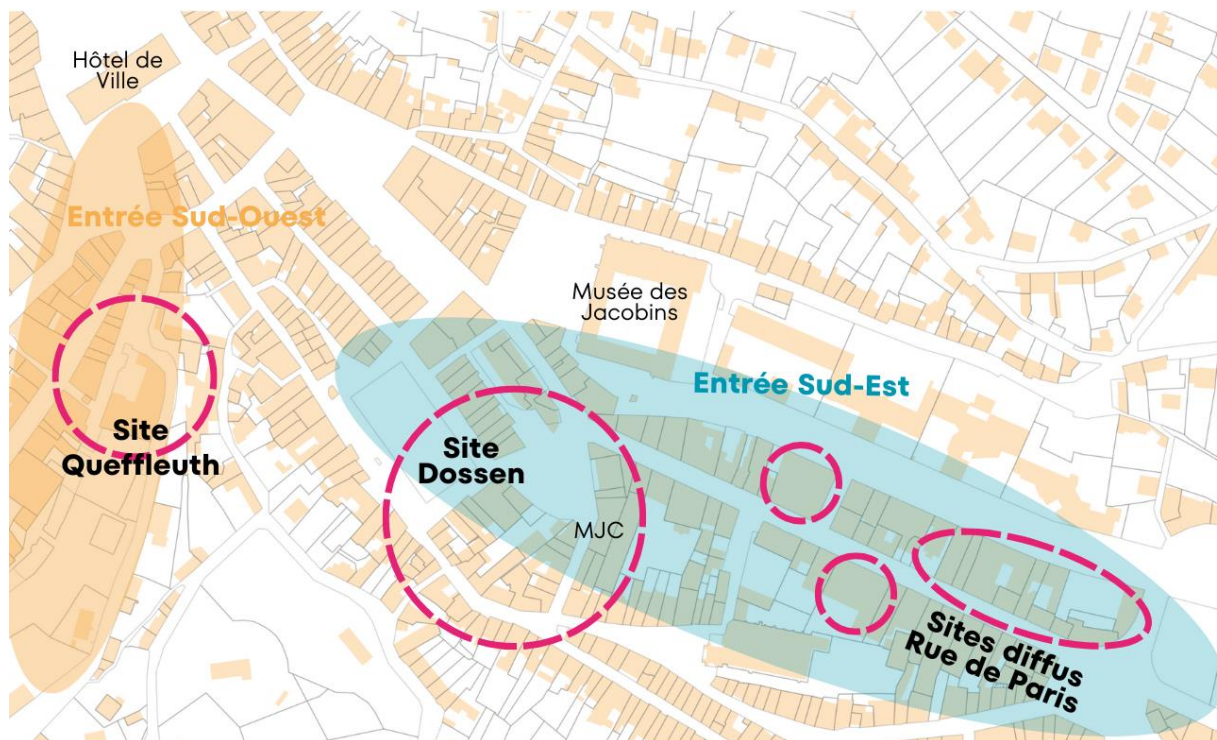 Hôtel de
Ville
Entrée Sud-Ouest
Musée des
Jacobins
Entrée Sud-Est
Site
Queffleuth
Site
Dossen
MJC
Sites diffus
Rue de Paris